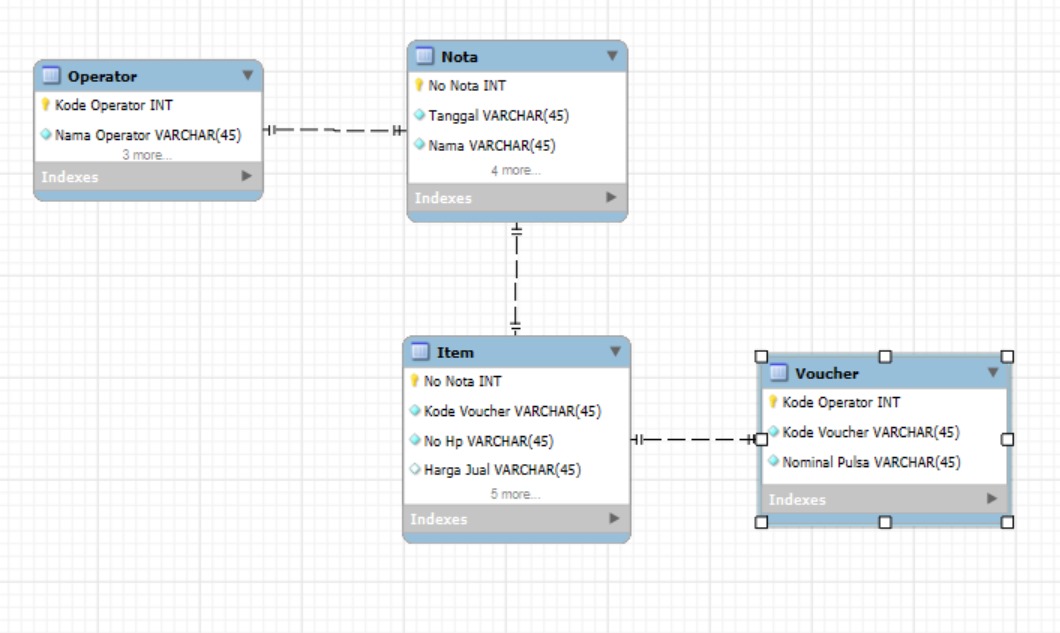 Operator
Kode Operator INT
Nama Operator VARCHAR(45)
3 more...
Indexes
Nota
No Nota INT
Tanggal VARCHAR(45)
Nama VARCHAR(45)
4 more...
Indexes
Item
No Nota INT
Kode Voucher VARCHAR(45)
No Hp VARCHAR(45)
Harga Jual VARCHAR(45)
5 more...
Indexes
Voucher
Kode Operator INT
Kode Voucher VARCHAR(45)
Nominal Pulsa VARCHAR(45)
Indexes